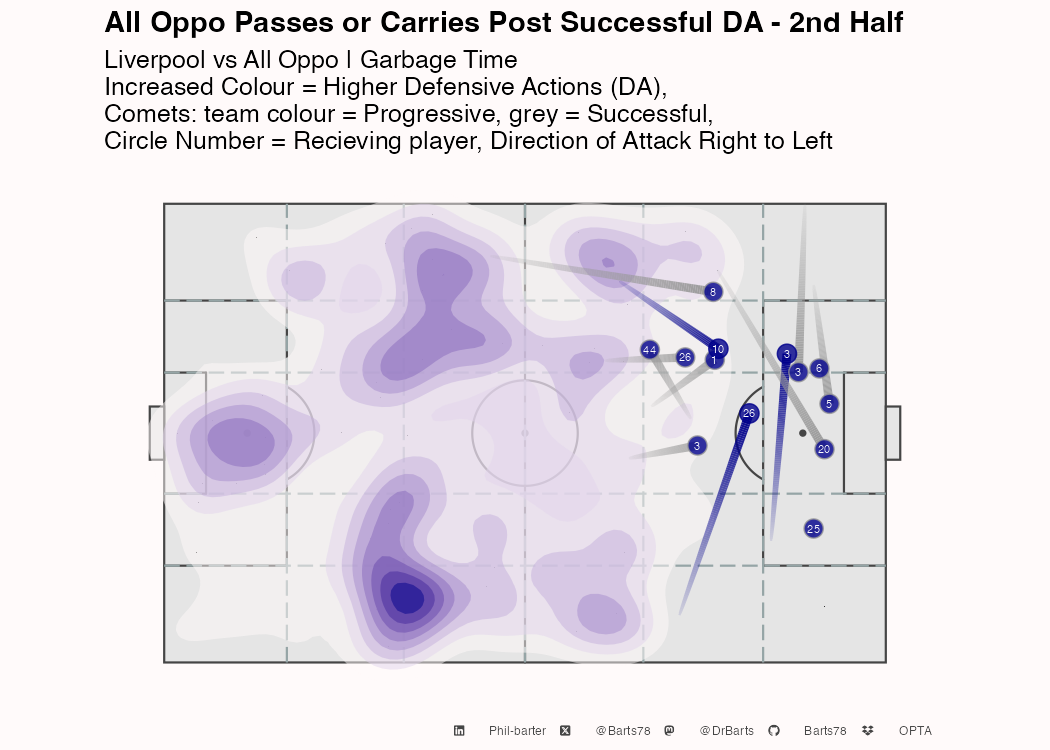 All Oppo Passes or Carries Post Successful DA - 2nd Half
Liverpool vs All Oppo | Garbage Time
Increased Colour = Higher Defensive Actions (DA),
Comets: team colour = Progressive, grey = Successful,
Circle Number = Recieving player, Direction of Attack Right to Left
8
10
44
26
1
3
3
6
5
26
3
20
25
Phil-barter @Barts78 @DrBarts Barts78 OPTA